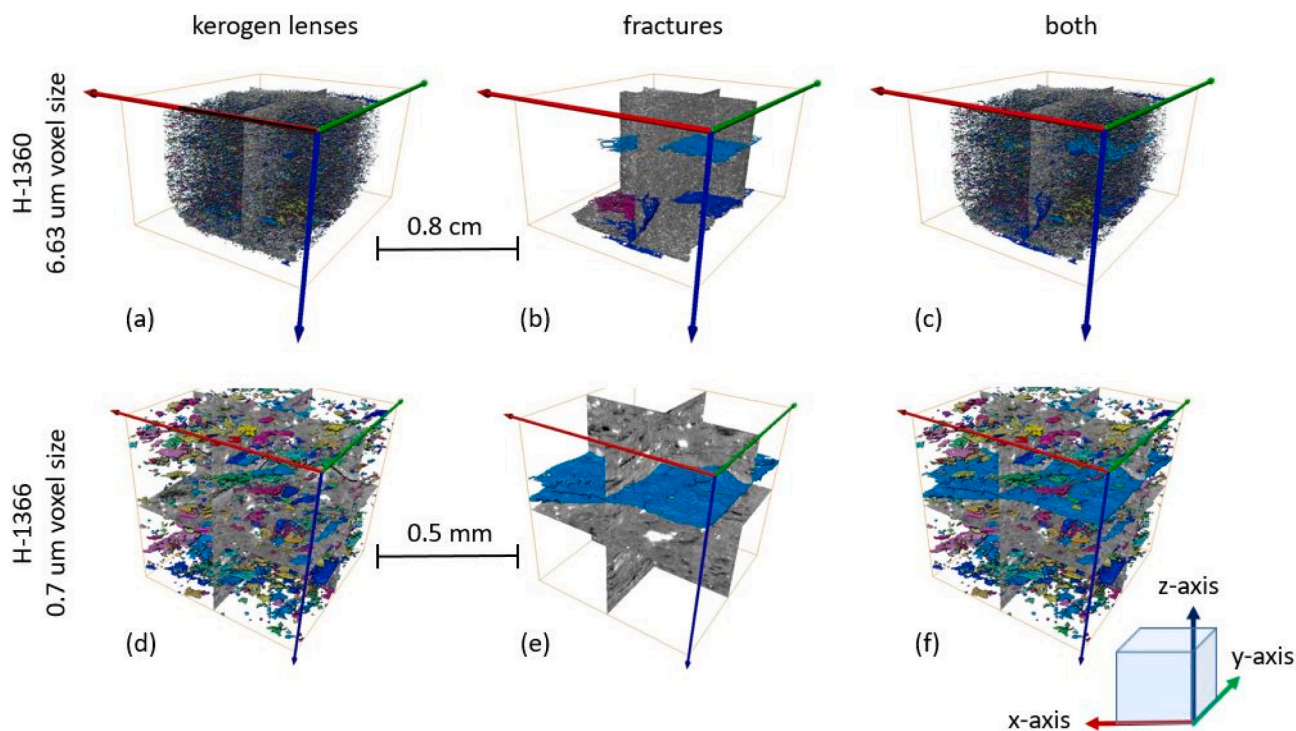 kerogen lenses
fractures
both
H-1360
6.63 um voxel size
0.8 cm
(a)
(b)
(c)
H-1366
0.7 um voxel size
0.5 mm
(d)
(e)
(f)
z-axis
y-axis
x-axis